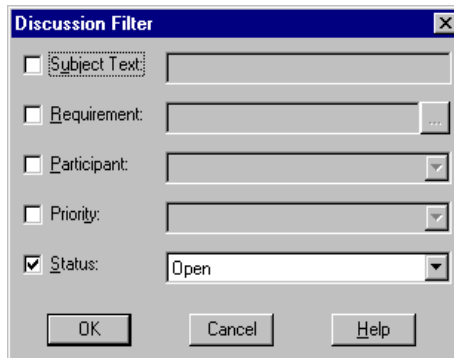 Discussion Filter
Subject Text:
Requirement:
...
Participant:
Priority:
Status:
Open
OK
Cancel
Help